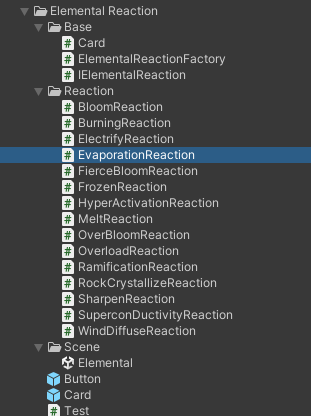 Elemental Reaction
Base
Card
ElementalReactionFactory
IElementalReaction
Reaction
BloomReaction
BurningReaction
ElectrifyReaction
EvaporationReaction
FierceBloomReaction
FrozenReaction
HyperActivationReaction
MeltReaction
OverBloomReaction
OverloadReaction
RamificationReaction
RockCrystallizeReaction
SharpenReaction
SuperconDuctivityReaction
WindDiffuseReaction
Scene
Elemental
Button
Card
Test